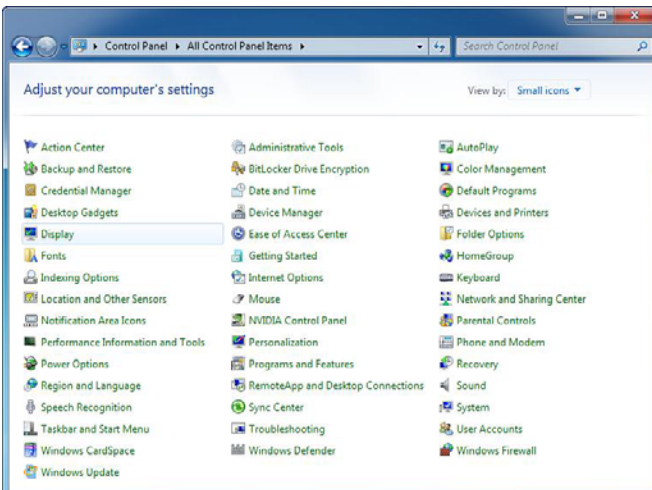 Control Panel All Control Panel Items Search Control Panel
Adjust your computer's settings View by: Small icons
Action Center Administrative Tools AutoPlay
Backup and Restore BitLocker Drive Encryption Color Management
Credential Manager Date and Time Default Programs
Desktop Gadgets Device Manager Devices and Printers
Display Ease of Access Center Folder Options
Fonts Getting Started HomeGroup
Indexing Options Internet Options Keyboard
Location and Other Sensors Mouse Network and Sharing Center
Notification Area Icons NVIDIA Control Panel Parental Controls
Performance Information and Tools Personalization Phone and Modem
Power Options Programs and Features Recovery
Region and Language RemoteApp and Desktop Connections Sound
Speech Recognition Sync Center System
Taskbar and Start Menu Troubleshooting User Accounts
Windows CardSpace Windows Defender Windows Firewall
Windows Update